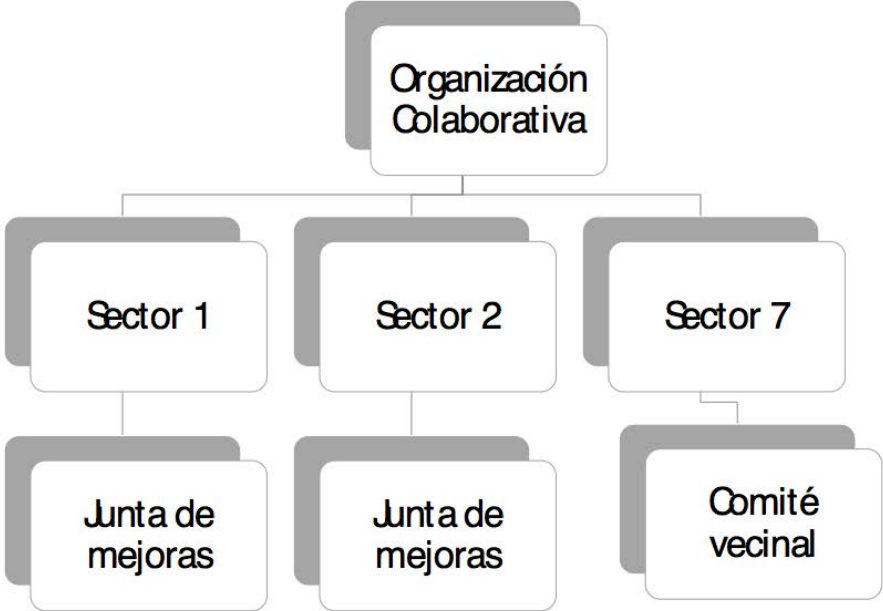 Organización
Colaborativa
Sector 1
Sector 2
Sector 7
Junta de
mejoras
Junta de
mejoras
Comité
vecinal